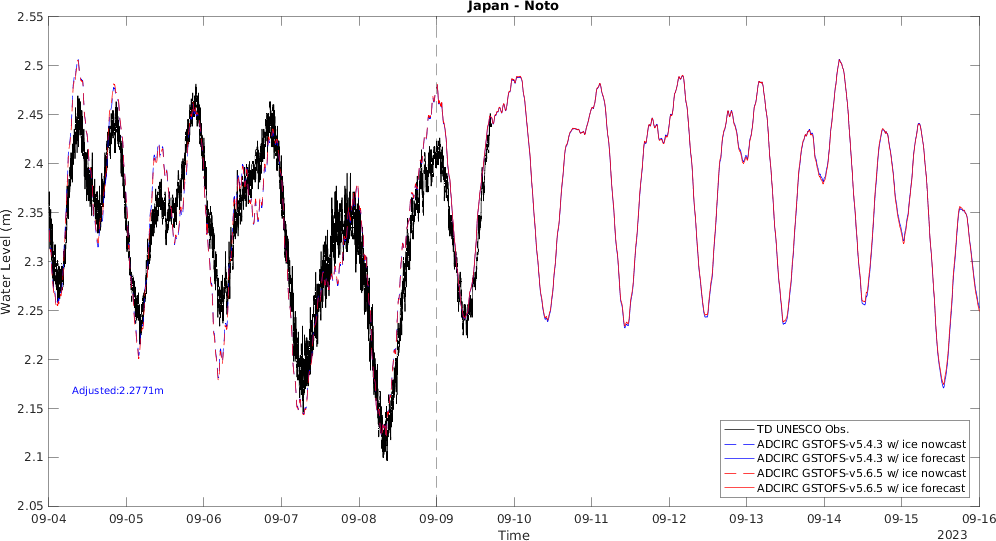 Japan - Noto
2.55
2.5
2.45
2.4
2.35
2.3
2.25
2.2
2.15
2.1
2.05
Water Level (m)
Adjusted:2.2771m
TD UNESCO Obs.
ADCIRC GSTOFS-v5.4.3 w/ ice nowcast
ADCIRC GSTOFS-v5.4.3 w/ ice forecast
ADCIRC GSTOFS-v5.6.5 w/ ice nowcast
ADCIRC GSTOFS-v5.6.5 w/ ice forecast
09-04 09-05 09-06 09-07 09-08 09-09 09-10 09-11 09-12 09-13 09-14 09-15 09-16
Time
2023